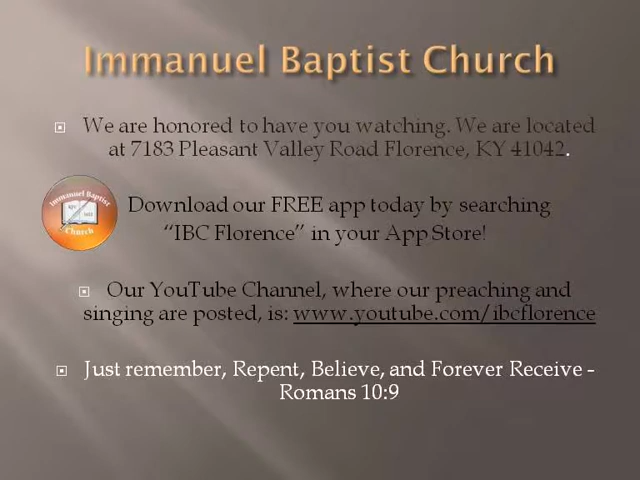 Immanuel Baptist Church
We are honored to have you watching. We are located
at 7183 Pleasant Valley Road Florence, KY 41042.
Immanuel Baptist
Church
Download our FREE app today by searching
“IBC Florence” in your App Store!
Our YouTube Channel, where our preaching and
singing are posted, is: www.youtube.com/ibcflorence
Just remember, Repent, Believe, and Forever Receive -
Romans 10:9